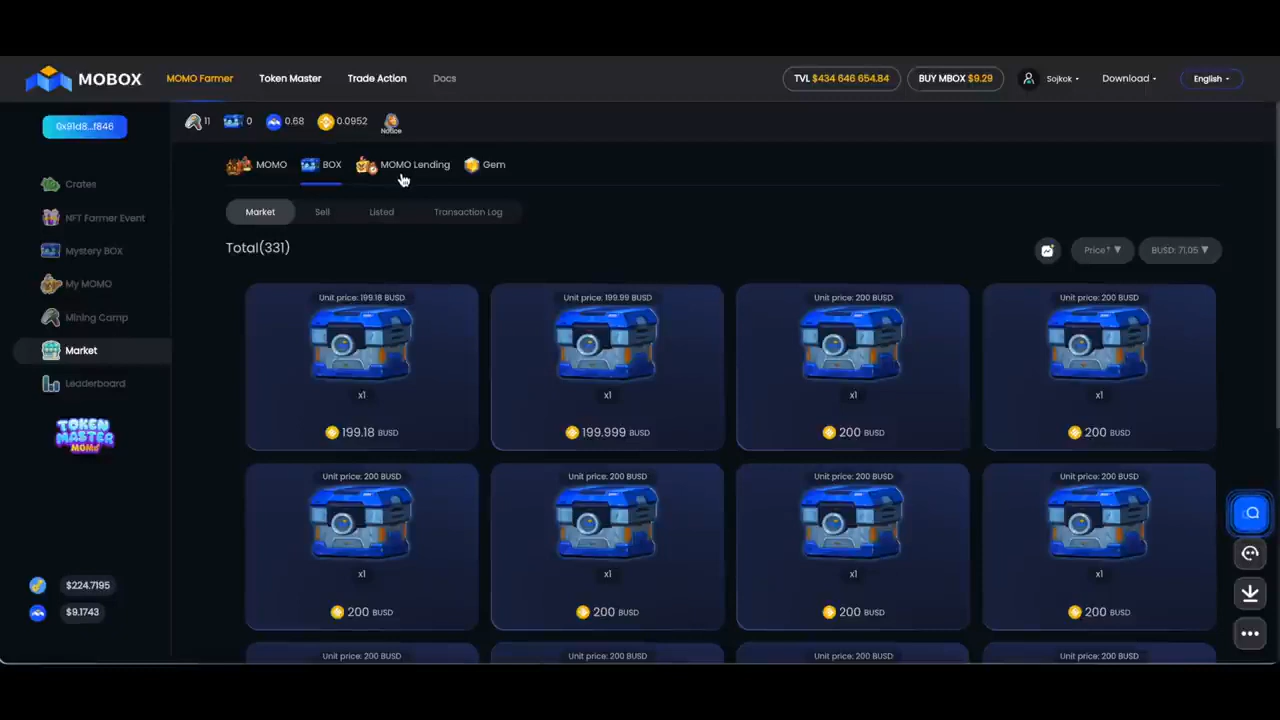 MOBOX
MOMO Farmer
Token Master
Trade Action
Docs
TVL $434 646 654.84
BUY MBOX $9.29
Sojkok
Download
English
0x91d8...f846
11
0
0.68
0.0952
Notice
Crates
NFT Farmer Event
Mystery BOX
My MOMO
Mining Camp
Market
Leaderboard
TOKEN
MASTER
MOMO
$224.7195
$9.1743
MOMO
BOX
MOMO Lending
Gem
Market
Sell
Listed
Transaction Log
Total(331)
Price↑ ▼
BUSD: 71.05 ▼
Unit price: 199.18 BUSD
x1
199.18 BUSD
Unit price: 199.99 BUSD
x1
199.999 BUSD
Unit price: 200 BUSD
x1
200 BUSD
Unit price: 200 BUSD
x1
200 BUSD
Unit price: 200 BUSD
x1
200 BUSD
Unit price: 200 BUSD
x1
200 BUSD
Unit price: 200 BUSD
x1
200 BUSD
Unit price: 200 BUSD
x1
200 BUSD
Unit price: 200 BUSD
Unit price: 200 BUSD
Unit price: 200 BUSD
Unit price: 200 BUSD